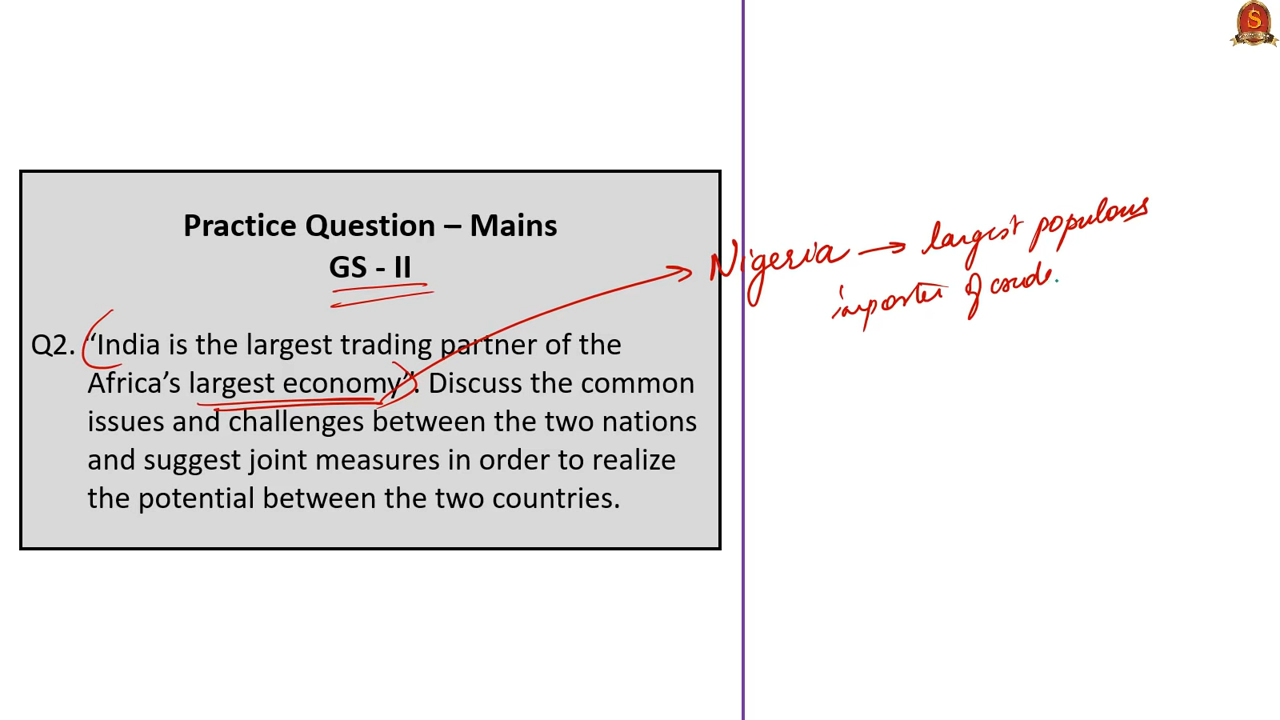 Practice Question – Mains
GS - II
Q2. “India is the largest trading partner of the
Africa’s largest economy”. Discuss the common
issues and challenges between the two nations
and suggest joint measures in order to realize
the potential between the two countries.
Nigeria → largest populous
importer of crude
S